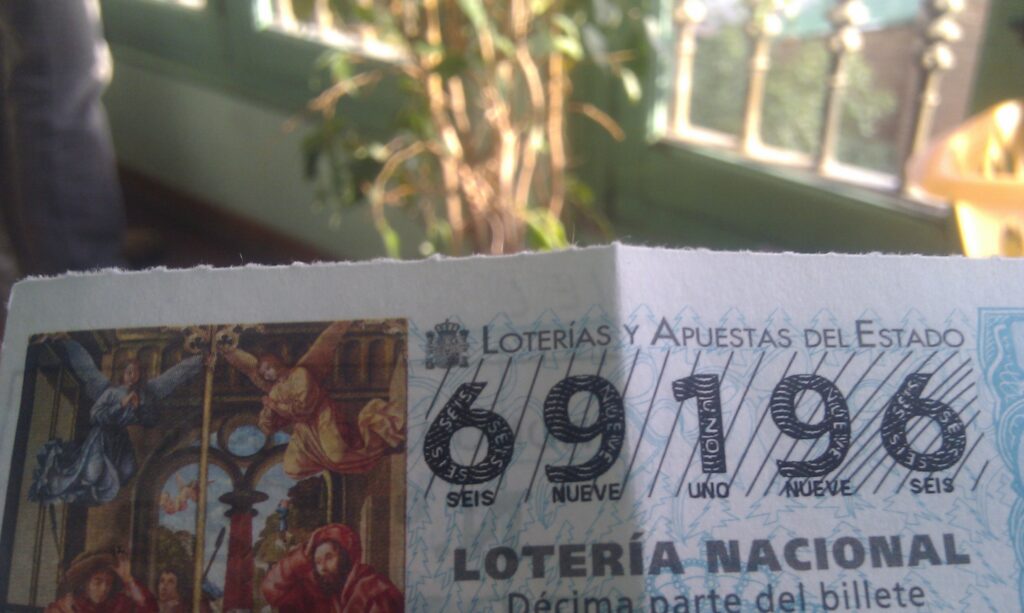 LOTERÍAS Y APUESTAS DEL ESTADO
69196
SEIS NUEVE UNO NUEVE SEIS
LOTERÍA NACIONAL
Décima parte del billete